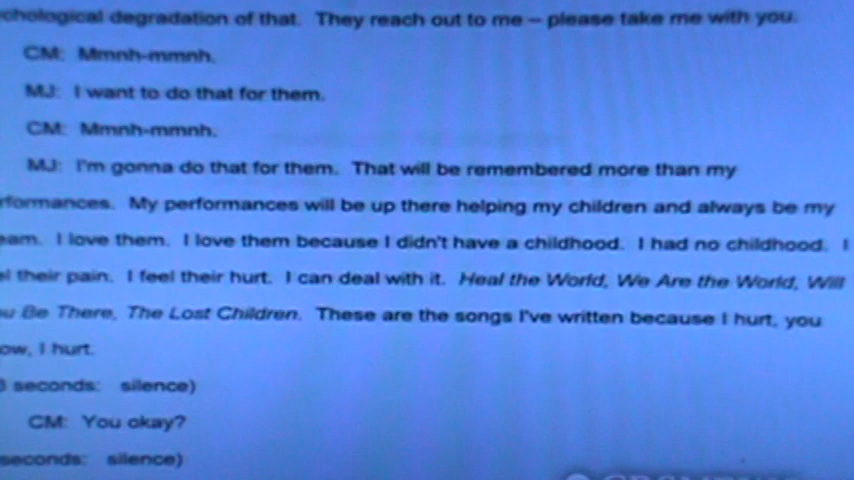 chological degradation of that. They reach out to me – please take me with you.
CM: Mmnh-mmnh.
MJ: I want to do that for them.
CM: Mmnh-mmnh.
MJ: I'm gonna do that for them. That will be remembered more than my
rformances. My performances will be up there helping my children and always be my
eam. I love them. I love them because I didn't have a childhood. I had no childhood. I
el their pain. I feel their hurt. I can deal with it. Heal the World, We Are the World, Will
u Be There, The Lost Children. These are the songs I've written because I hurt, you
ow, I hurt.
seconds: silence)
CM: You okay?
seconds: silence)